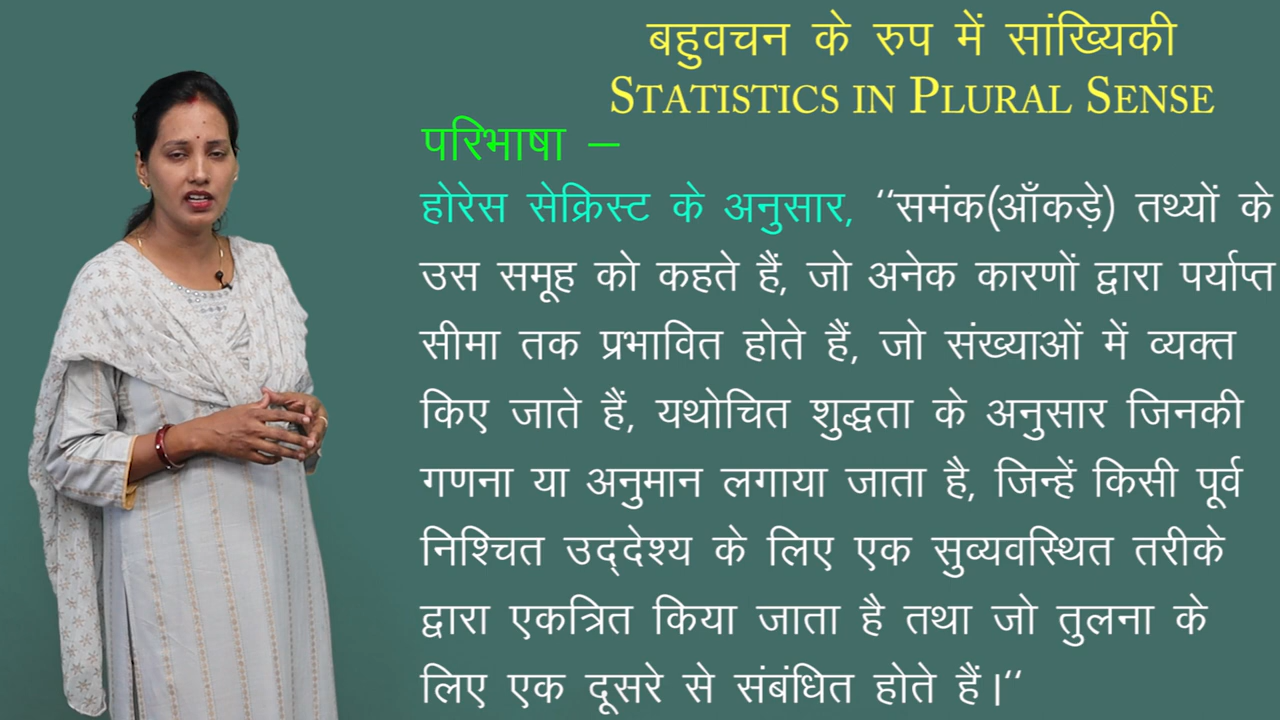 बहुवचन के रुप में सांख्यिकी
STATISTICS IN PLURAL SENSE
परिभाषा –
होरेस सेक्रिस्ट के अनुसार, ‘‘समंक(आँकड़े) तथ्यों के
उस समूह को कहते हैं, जो अनेक कारणों द्वारा पर्याप्त
सीमा तक प्रभावित होते हैं, जो संख्याओं में व्यक्त
किए जाते हैं, यथोचित शुद्धता के अनुसार जिनकी
गणना या अनुमान लगाया जाता है, जिन्हें किसी पूर्व
निश्चित उद्देश्य के लिए एक सुव्यवस्थित तरीके
द्वारा एकत्रित किया जाता है तथा जो तुलना के
लिए एक दूसरे से संबंधित होते हैं।‘‘